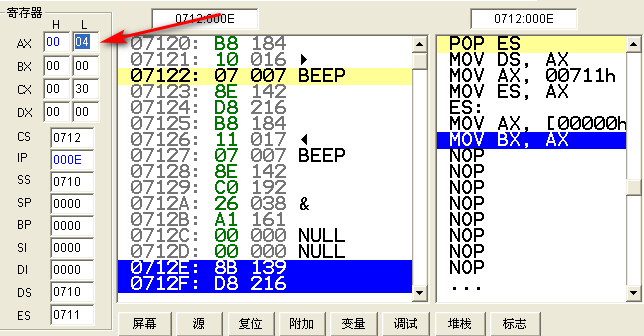 寄存器
H L
AX 00 04
BX 00 00
CX 00 30
DX 00 00
CS 0712
IP 000E
SS 0710
SP 0000
BP 0000
SI 0000
DI 0000
DS 0710
ES 0711
0712:000E
07120: B8 184
07121: 10 016 ►
07122: 07 007 BEEP
07123: 8E 142
07124: D8 216
07125: B8 184
07126: 11 017 ◄
07127: 07 007 BEEP
07128: 8E 142
07129: C0 192
0712A: 26 038 &
0712B: A1 161
0712C: 00 000 NULL
0712D: 00 000 NULL
0712E: 8B 139
0712F: D8 216
0712:000E
POP ES
MOV DS, AX
MOV AX, 00711h
MOV ES, AX
ES:
MOV AX, [00000h
MOV BX, AX
NOP
NOP
NOP
NOP
NOP
NOP
NOP
NOP
...
屏幕 源 复位 附加 变量 调试 堆栈 标志